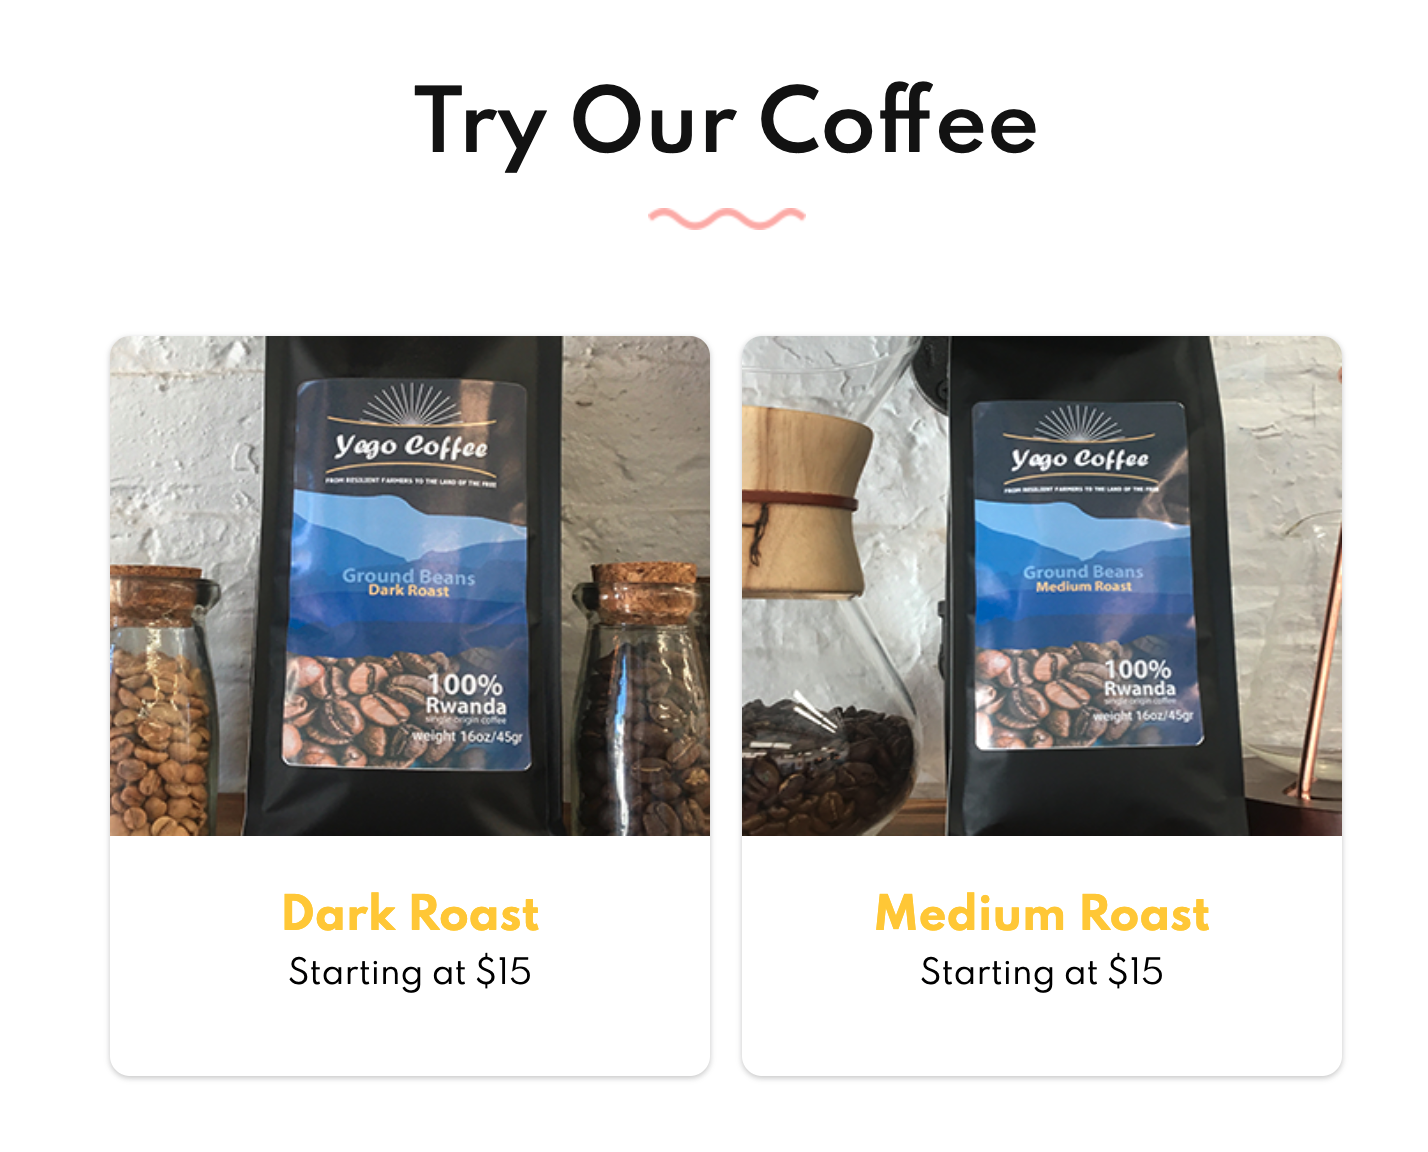 Try Our Coffee
Yego Coffee
FROM RESILIENT FARMERS TO THE LAND OF THE FREE
Ground Beans
Dark Roast
100%
Rwanda
single origin coffee
weight 16oz/45gr
Yego Coffee
FROM RESILIENT FARMERS TO THE LAND OF THE FREE
Ground Beans
Medium Roast
100%
Rwanda
single origin coffee
weight 16oz/45gr
Dark Roast
Starting at $15
Medium Roast
Starting at $15